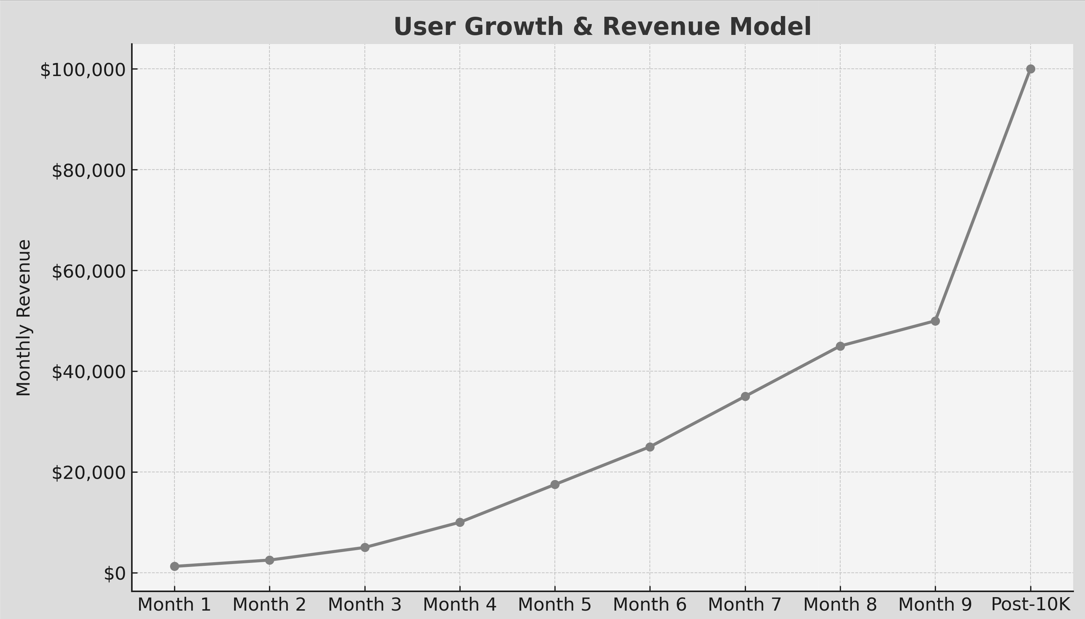 User Growth & Revenue Model
Monthly Revenue
$100,000
$80,000
$60,000
$40,000
$20,000
$0
Month 1 Month 2 Month 3 Month 4 Month 5 Month 6 Month 7 Month 8 Month 9 Post-10K